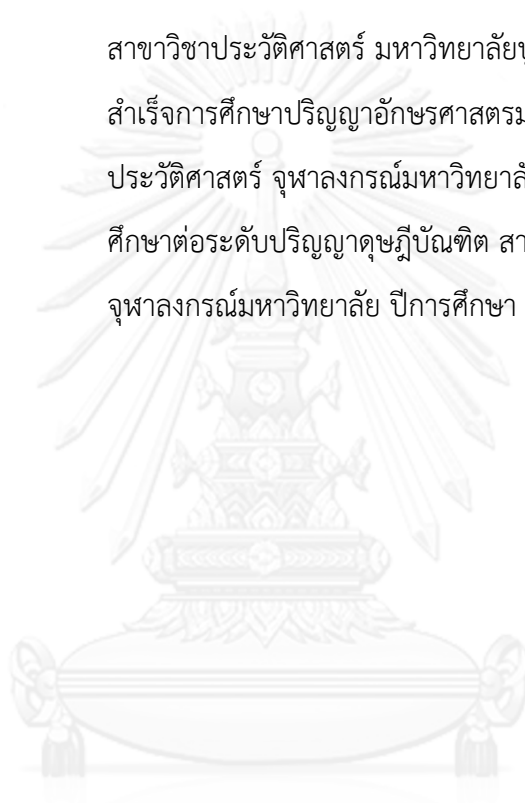 สาขาวิชาประวัติศาสตร์ มหาวิทยาลัย
สำเร็จการศึกษาปริญญาอักษรศาสตรม
ประวัติศาสตร์ จุฬาลงกรณ์มหาวิทยาลั
ศึกษาต่อระดับปริญญาดุษฎีบัณฑิต สา
จุฬาลงกรณ์มหาวิทยาลัย ปีการศึกษา